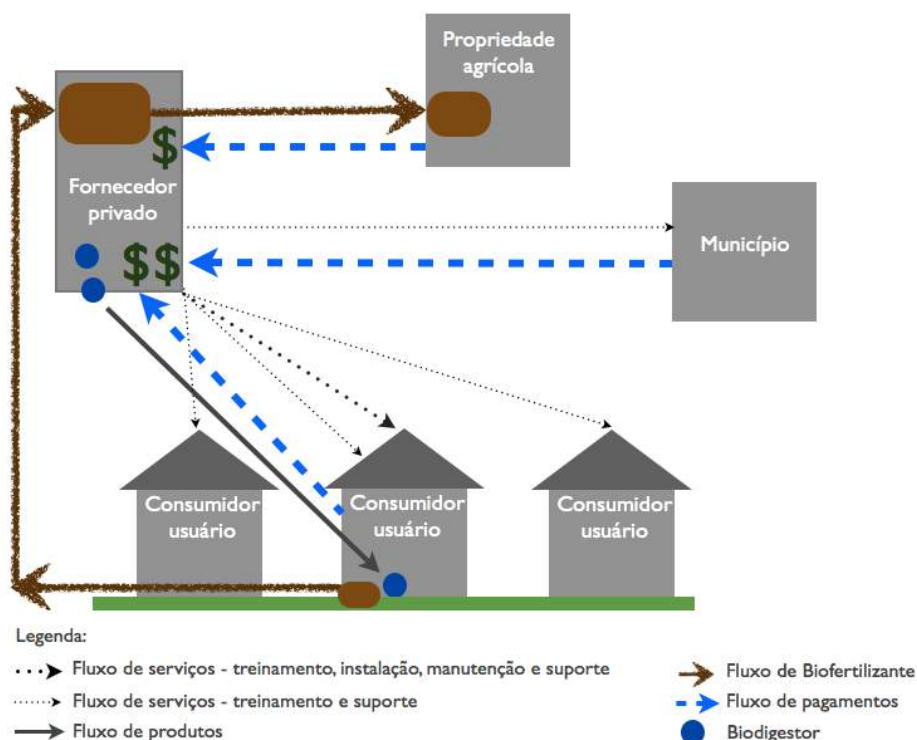 Propriedade
agrícola
$
Fornecedor
privado
$$
Município
Consumidor
usuário
Consumidor
usuário
Consumidor
usuário
Legenda:
Fluxo de serviços - treinamento, instalação, manutenção e suporte
Fluxo de serviços - treinamento e suporte
Fluxo de produtos
Fluxo de Biofertilizante
Fluxo de pagamentos
Biodigestor